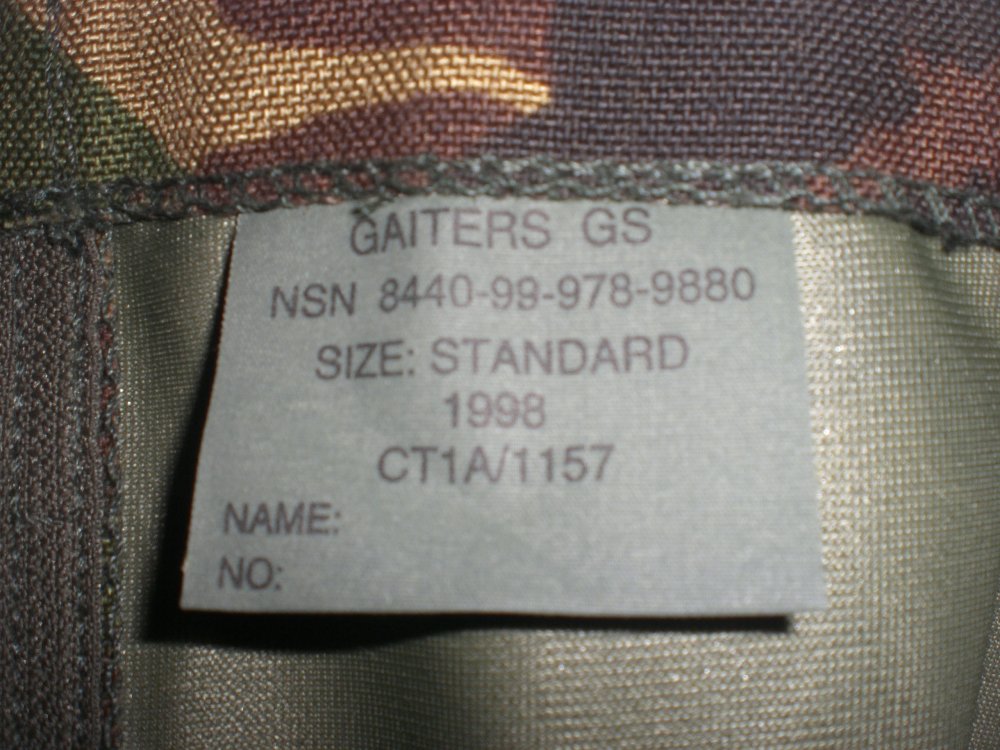 GAITERS GS
NSN 8440-99-978-9880
SIZE: STANDARD
1998
CT1A/1157
NAME:
NO: